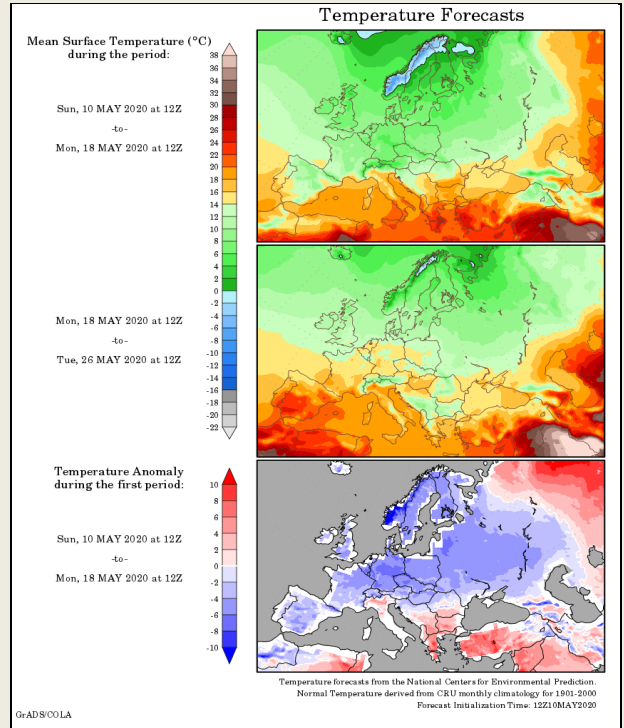 Temperature Forecasts
Mean Surface Temperature (°C)
during the period:
Sun, 10 MAY 2020 at 12Z
-to-
Mon, 18 MAY 2020 at 12Z
38
36
34
32
30
28
26
24
22
20
18
16
14
12
10
8
6
4
2
0
-2
-4
-6
-8
-10
-12
-14
-16
-18
-20
-22
Mon, 18 MAY 2020 at 12Z
-to-
Tue, 26 MAY 2020 at 12Z
Temperature Anomaly
during the first period:
Sun, 10 MAY 2020 at 12Z
-to-
Mon, 18 MAY 2020 at 12Z
10
8
6
4
2
0
-2
-4
-6
-8
-10
Temperature forecasts from the National Centers for Environmental Prediction.
Normal Temperature derived from CRU monthly climatology for 1901-2000
Forecast Initialization Time: 12Z10MAY2020
GrADS/COLA